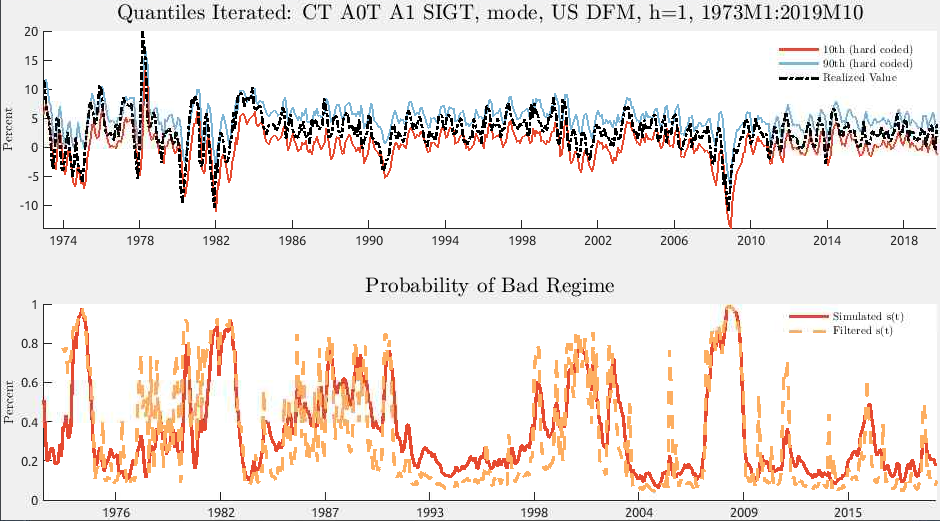 Quantiles Iterated: CT A0T A1 SIGT, mode, US DFM, h=1, 1973M1:2019M10
Percent
20
15
10
5
0
-5
-10
10th (hard coded)
90th (hard coded)
Realized Value
1974 1978 1982 1986 1990 1994 1998 2002 2006 2010 2014 2018
Probability of Bad Regime
Percent
1
0.8
0.6
0.4
0.2
0
Simulated s(t)
Filtered s(t)
1976 1982 1987 1993 1998 2004 2009 2015